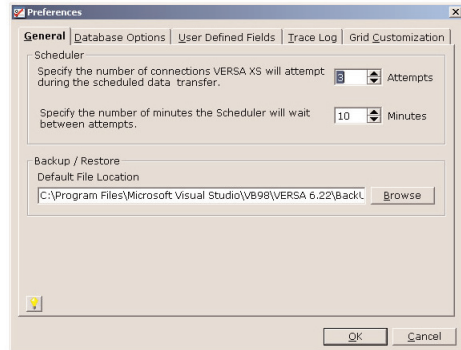 Preferences
General Database Options User Defined Fields Trace Log Grid Customization
Scheduler
Specify the number of connections VERSA XS will attempt
during the scheduled data transfer.
3 Attempts
Specify the number of minutes the Scheduler will wait
between attempts.
10 Minutes
Backup / Restore
Default File Location
C:\Program Files\Microsoft Visual Studio\VB98\VERSA 6.22\BackU Browse
OK Cancel